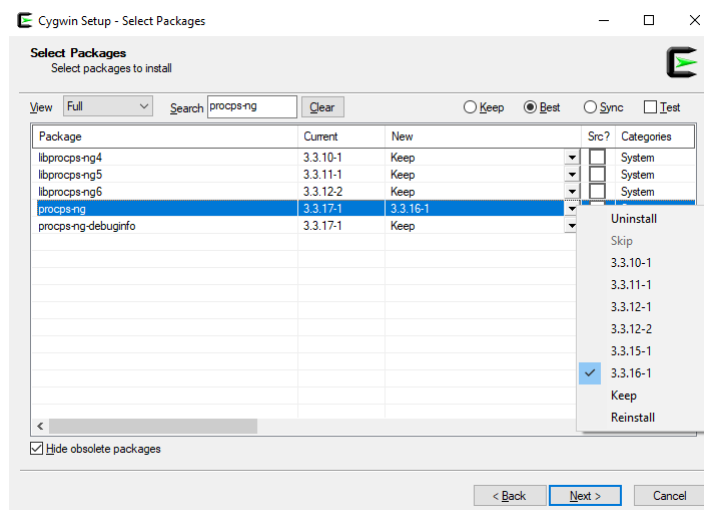 Cygwin Setup - Select Packages
Select Packages
Select packages to install
View Full Search procps-ng Clear Keep Best Sync Test
Package Current New Src? Categories
libprocps-ng4 3.3.10-1 Keep System
libprocps-ng5 3.3.11-1 Keep System
libprocps-ng6 3.3.12-2 Keep System
procps-ng 3.3.17-1 3.3.16-1
procps-ng-debuginfo 3.3.17-1 Keep
Uninstall
Skip
3.3.10-1
3.3.11-1
3.3.12-1
3.3.12-2
3.3.15-1
3.3.16-1
Keep
Reinstall
Hide obsolete packages
< Back Next > Cancel